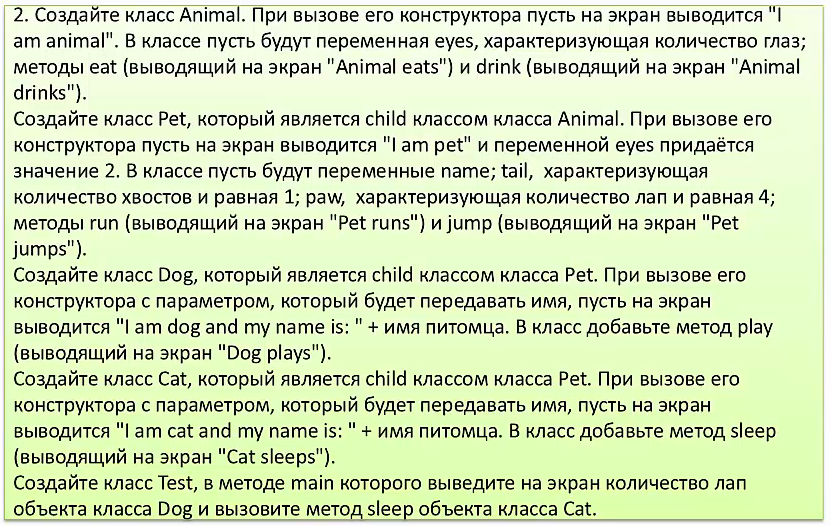 2. Создайте класс Animal. При вызове его конструктора пусть на экран выводится "I
am animal". В классе пусть будут переменная eyes, характеризующая количество глаз;
методы eat (выводящий на экран "Animal eats") и drink (выводящий на экран "Animal
drinks").
Создайте класс Pet, который является child классом класса Animal. При вызове его
конструктора пусть на экран выводится "I am pet" и переменной eyes придаётся
значение 2. В классе пусть будут переменные name; tail, характеризующая
количество хвостов и равная 1; paw, характеризующая количество лап и равная 4;
методы run (выводящий на экран "Pet runs") и jump (выводящий на экран "Pet
jumps").
Создайте класс Dog, который является child классом класса Pet. При вызове его
конструктора с параметром, который будет передавать имя, пусть на экран
выводится "I am dog and my name is: " + имя питомца. В класс добавьте метод play
(выводящий на экран "Dog plays").
Создайте класс Cat, который является child классом класса Pet. При вызове его
конструктора с параметром, который будет передавать имя, пусть на экран
выводится "I am cat and my name is: " + имя питомца. В класс добавьте метод sleep
(выводящий на экран "Cat sleeps").
Создайте класс Test, в методе main которого выведите на экран количество лап
объекта класса Dog и вызовите метод sleep объекта класса Cat.